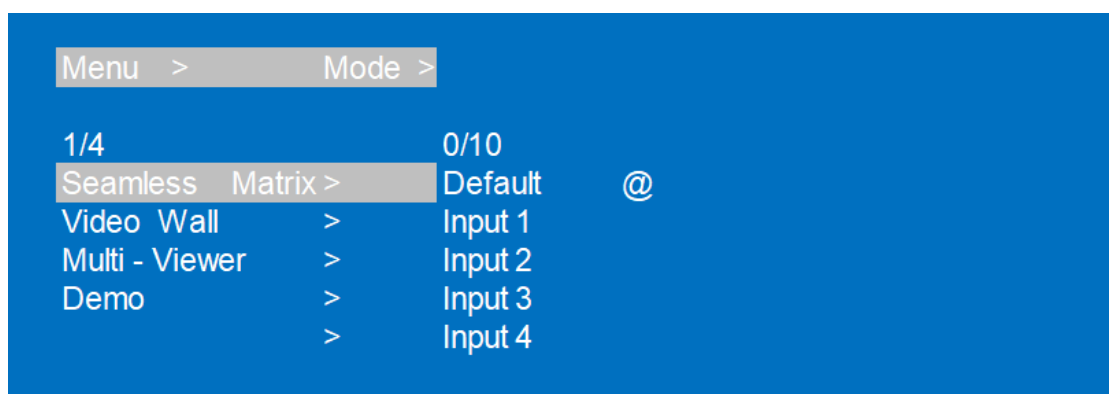 Menu > Mode >
1/4 0/10
Seamless Matrix > Default @
Video Wall > Input 1
Multi - Viewer > Input 2
Demo > Input 3
> Input 4